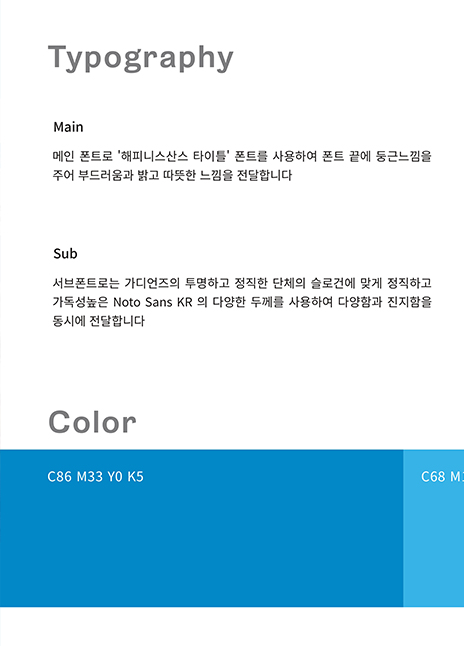 Typography
Main
메인 폰트로 '해피니스산스 타이틀' 폰트를 사용하여 폰트 끝에 둥근느낌을
주어 부드러움과 밝고 따뜻한 느낌을 전달합니다
Sub
서브폰트로는 가디언즈의 투명하고 정직한 단체의 슬로건에 맞게 정직하고
가독성높은 Noto Sans KR 의 다양한 두께를 사용하여 다양함과 진지함을
동시에 전달합니다
Color
C86 M33 Y0 K5
C68